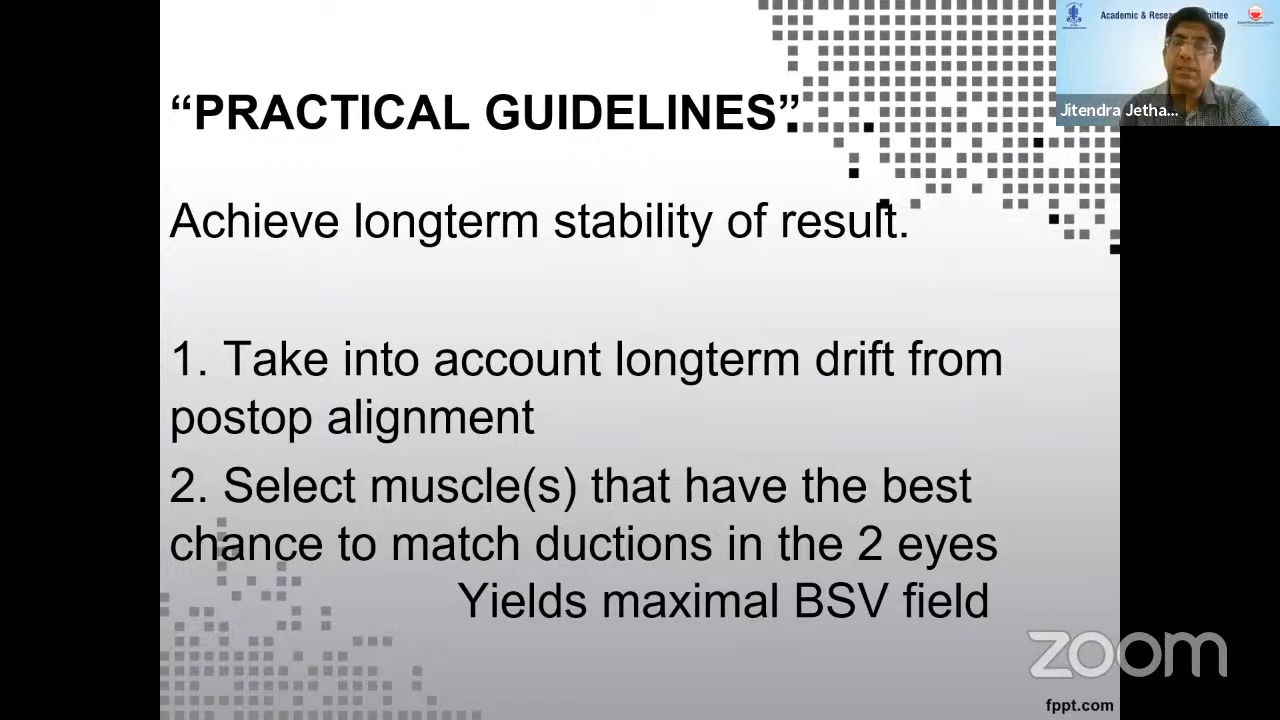 Academic & Rese
ittee
Jitendra Jetha...
“PRACTICAL GUIDELINES”
Achieve longterm stability of result.
1. Take into account longterm drift from
postop alignment
2. Select muscle(s) that have the best
chance to match ductions in the 2 eyes
Yields maximal BSV field
zoom
fppt.com